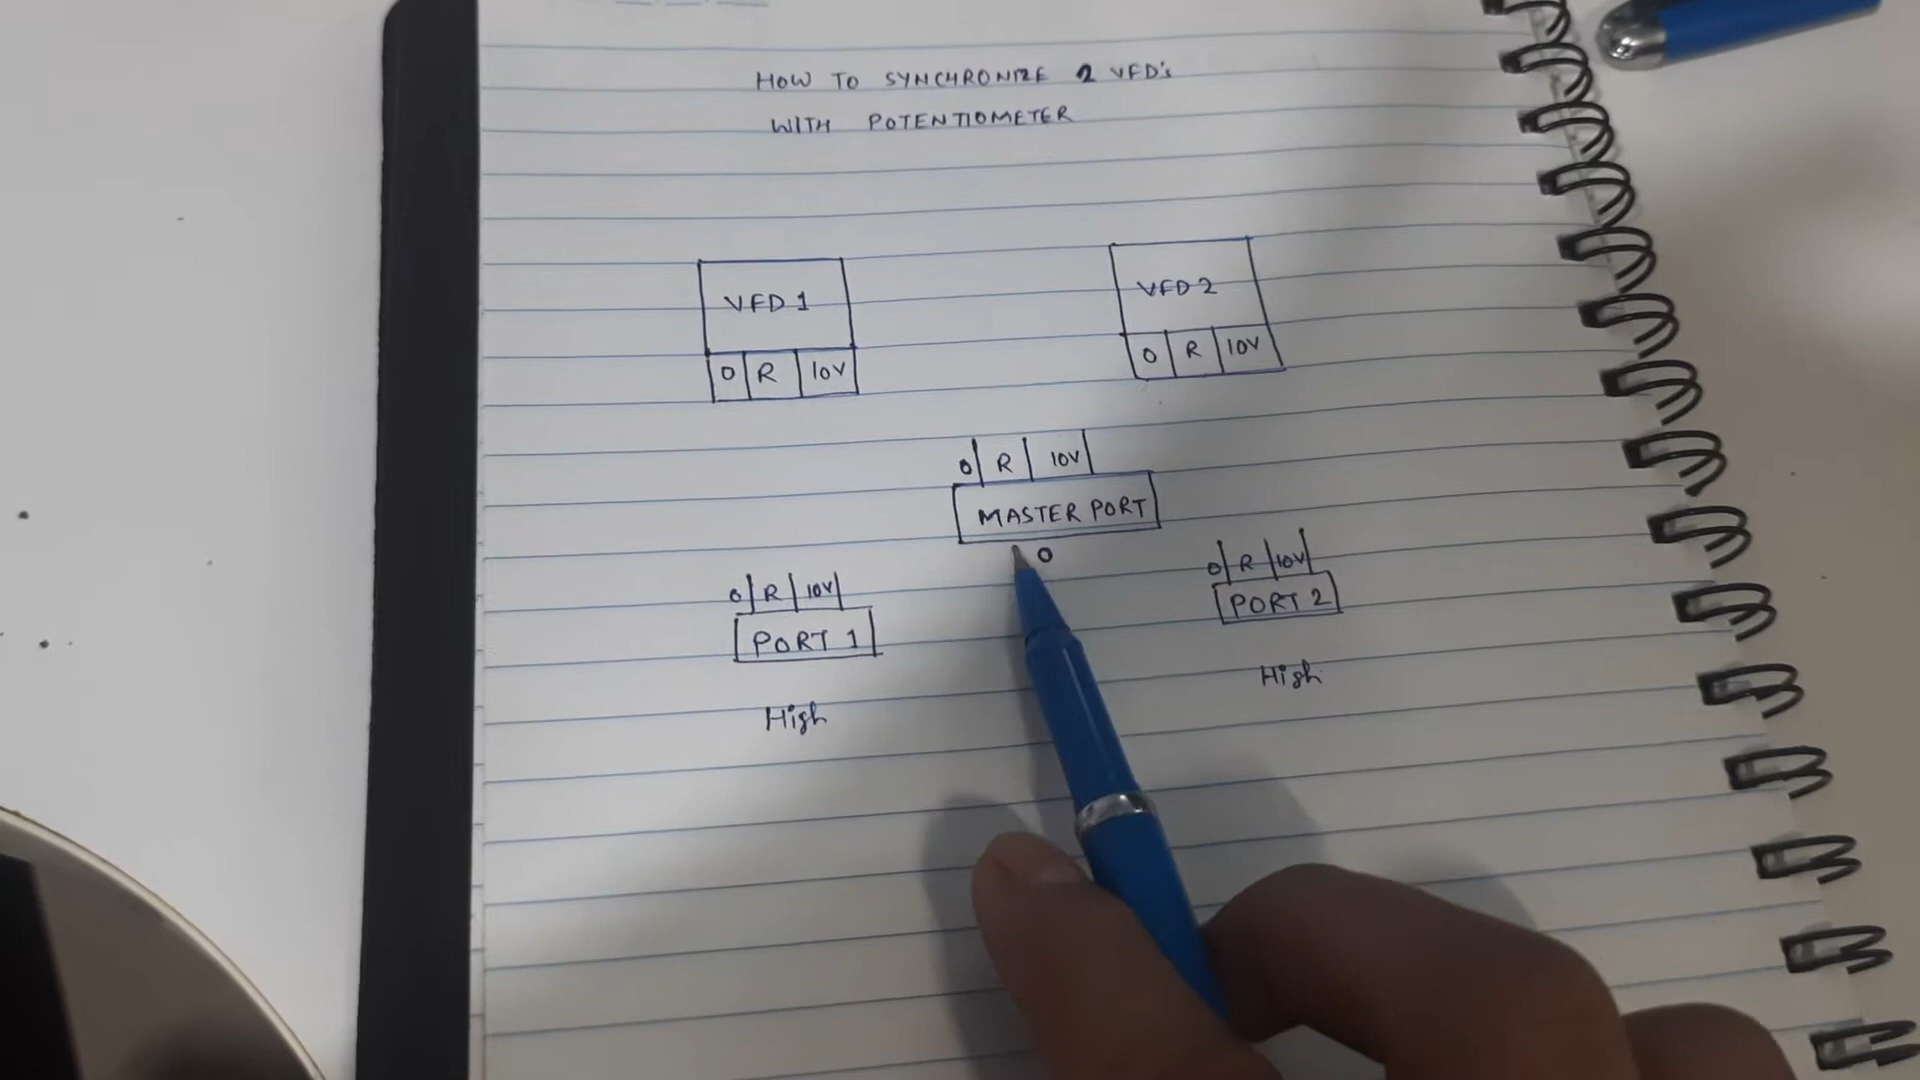 HOW TO SYNCHRONIZE 2 VFD's
WITH POTENTIOMETER
VFD 1
0 R 10V
VFD 2
0 R 10V
0 R 10V
MASTER PORT
0
0 R 10V
PORT 1
High
0 R 10V
PORT 2
High